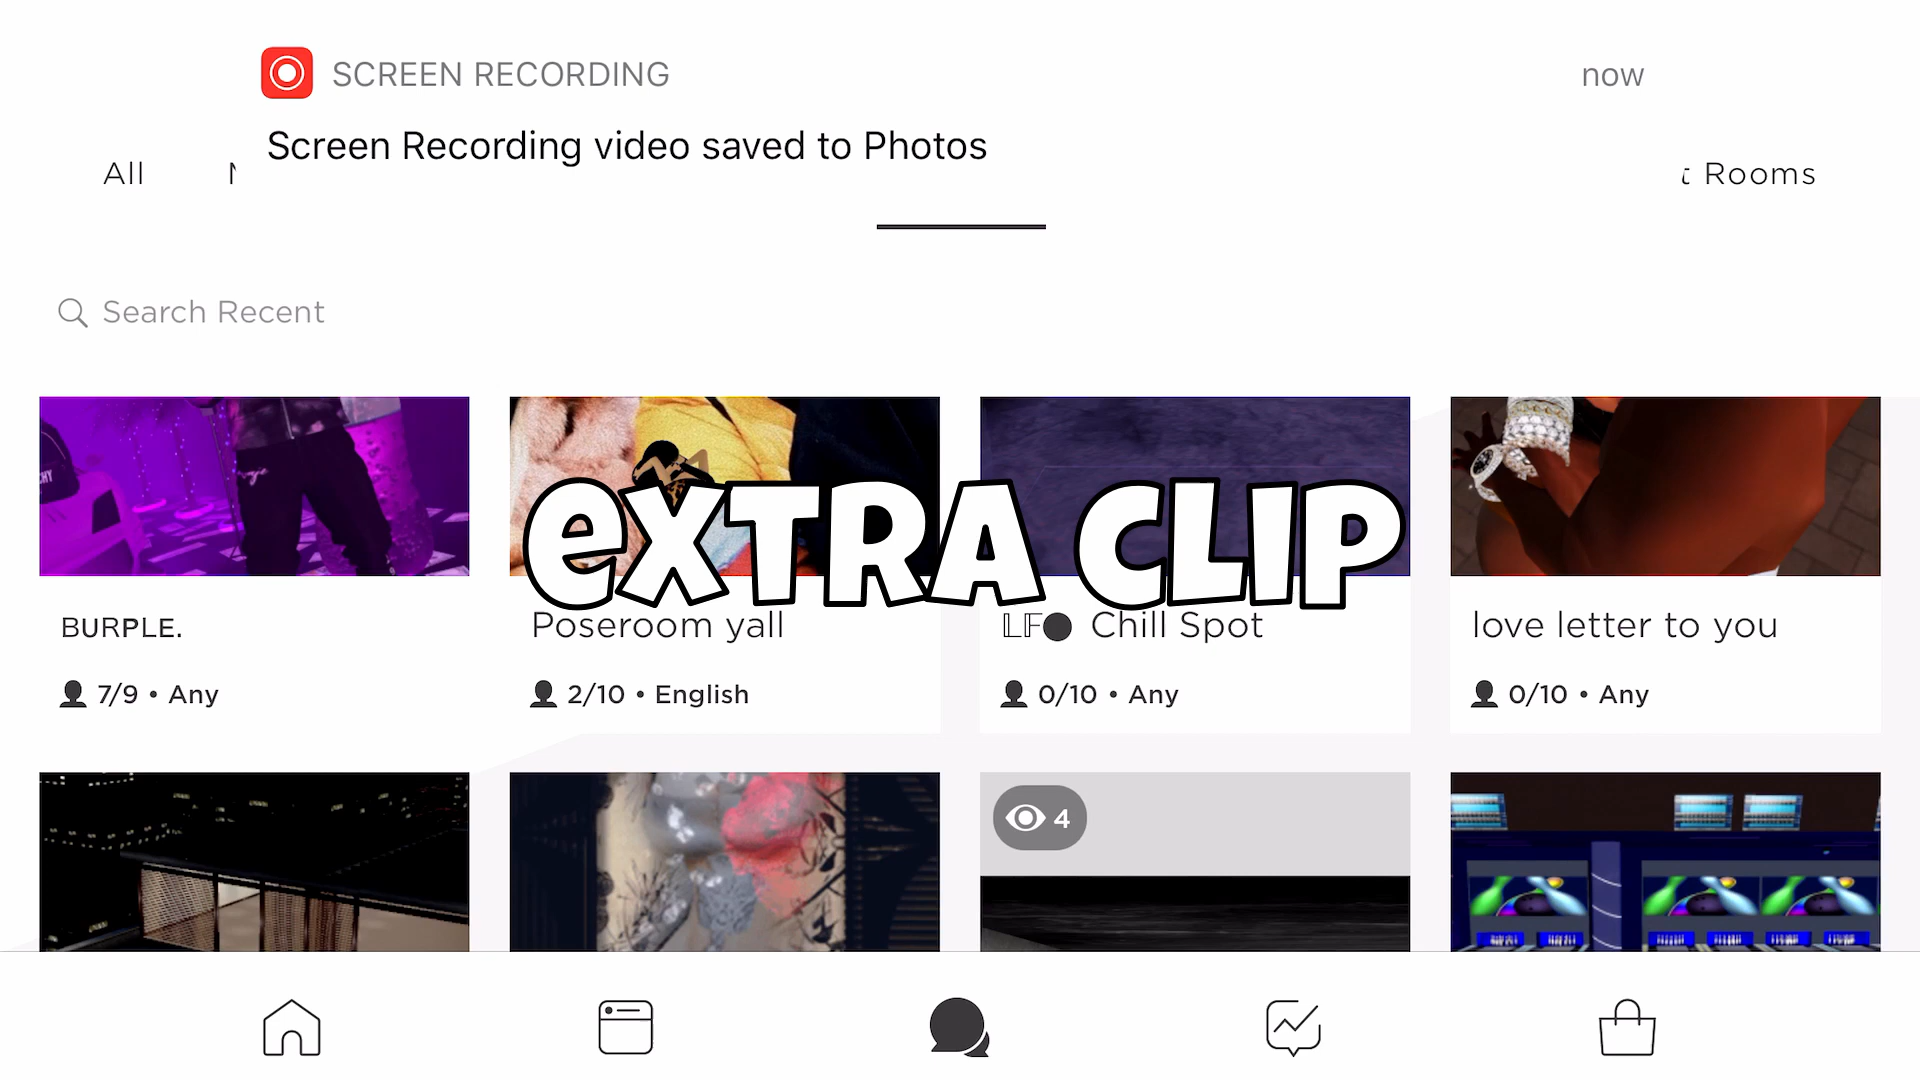 SCREEN RECORDING
now
Screen Recording video saved to Photos
All
Rooms
Search Recent
eXTRA CLIP
BURPLE.
Poseroom yall
𝕃𝔽● Chill Spot
love letter to you
7/9 • Any
2/10 • English
0/10 • Any
0/10 • Any
4